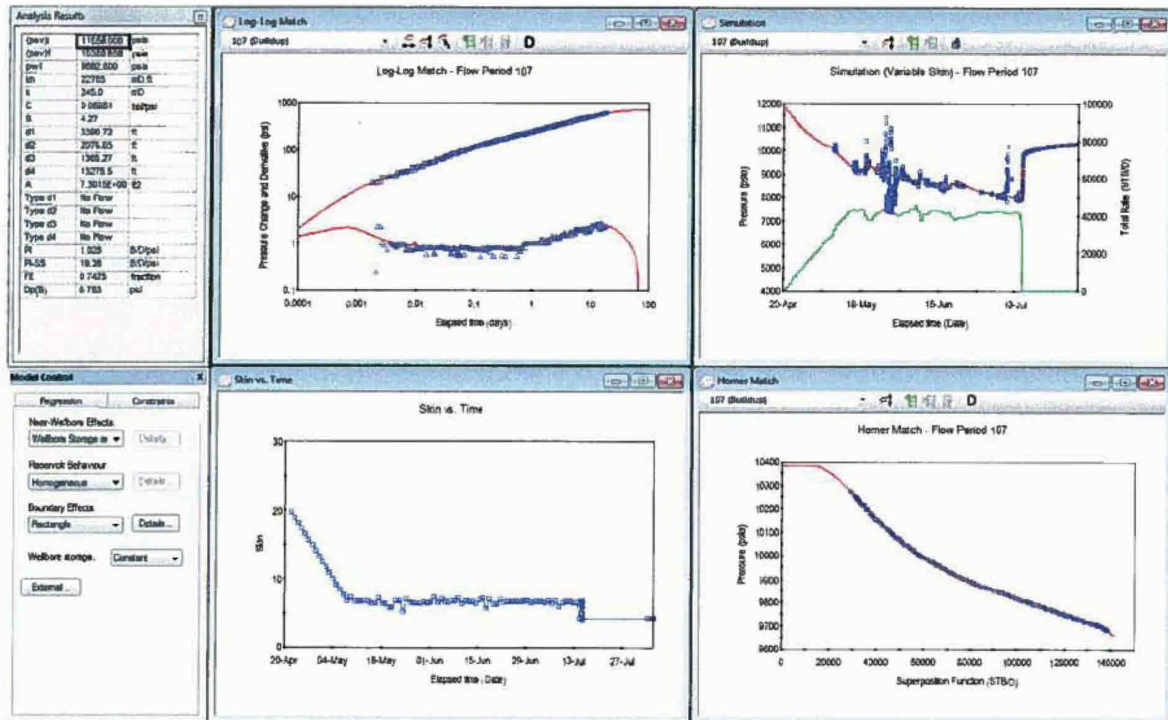 Analysis Results
(pav)i 11850.000 psia
psia
pwf psia
kh 22755 mD.ft
k 245.0 mD
C bbl/psi
S 4.27
d1 ft
d2 ft
d3 1365.27 ft
d4 13275.5 ft
A ft2
Type d1 No Flow
Type d2 No Flow
Type d3 No Flow
Type d4 No Flow
PI B/D/psi
PI-SS B/D/psi
FE 0.7425 fraction
Dp(S) psi
Log-Log Match
107 (Buildup)
D
Log-Log Match - Flow Period 107
Pressure Change and Derivative (psi)
1000
100
10
1
0.1
0.0001 0.001 0.01 0.1 1 10 100
Elapsed time (days)
Simulation
107 (Buildup)
Simulation (Variable Skin) - Flow Period 107
Pressure (psia)
12000
11000
10000
9000
8000
7000
6000
5000
4000
100000
80000
60000
40000
20000
0
Total Rate (STB/D)
20-Apr 18-May 15-Jun 13-Jul
Elapsed time (Date)
Model Control
Regression Constraints
Near-Wellbore Effects
Wellbore Storage Details...
Reservoir Behaviour
Homogeneous Details...
Boundary Effects
Rectangle Details...
Wellbore storage. Constant
External...
Skin vs. Time
Skin vs. Time
Skin
30
20
10
0
20-Apr 04-May 18-May 01-Jun 15-Jun 29-Jun 13-Jul 27-Jul
Elapsed time (Date)
Horner Match
107 (Buildup)
D
Horner Match - Flow Period 107
Pressure (psia)
10400
10300
10200
10100
10000
9900
9800
9700
9600
0 20000 40000 60000 80000 100000 120000 140000
Superposition Function (STB/D)